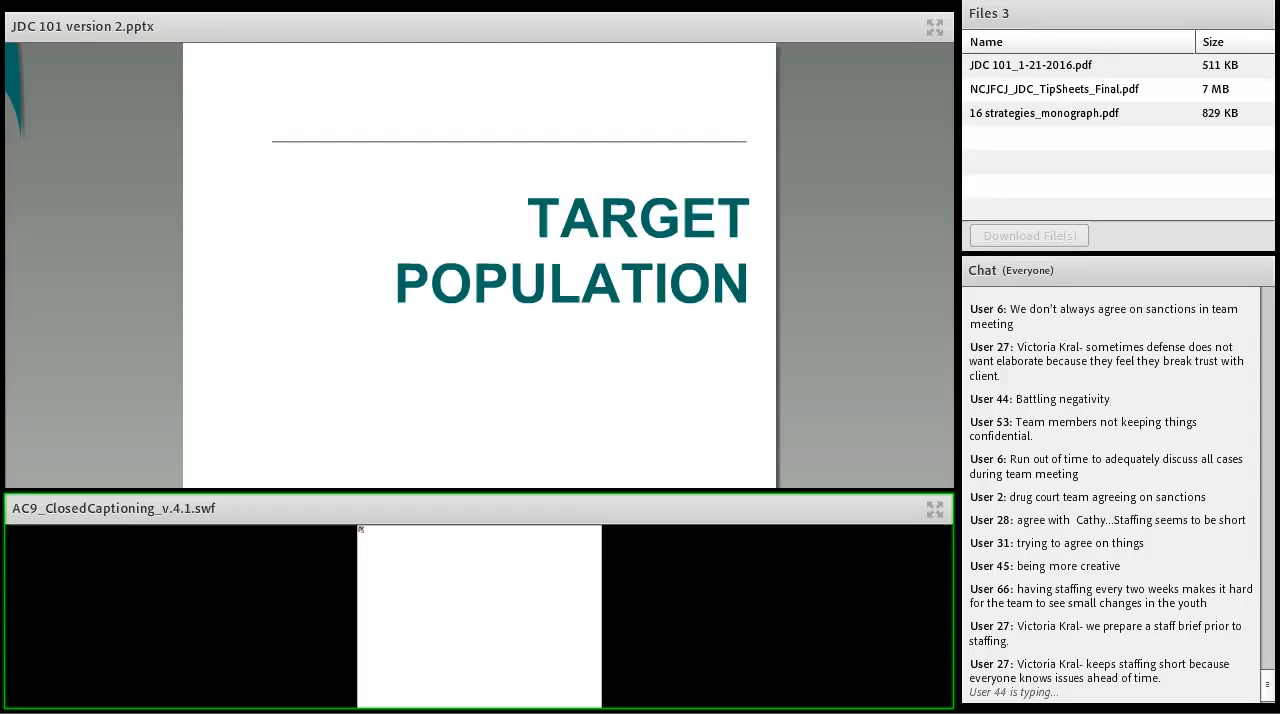 JDC 101 version 2.pptx
TARGET
POPULATION
AC9_ClosedCaptioning_v.4.1.swf
Files 3
Name Size
JDC 101_1-21-2016.pdf 511 KB
NCJFCJ_JDC_TipSheets_Final.pdf 7 MB
16 strategies_monograph.pdf 829 KB
Download File(s)
Chat (Everyone)
User 6: We don't always agree on sanctions in team
meeting
User 27: Victoria Kral- sometimes defense does not
want elaborate because they feel they break trust with
client.
User 44: Battling negativity
User 53: Team members not keeping things
confidential.
User 6: Run out of time to adequately discuss all cases
during team meeting
User 2: drug court team agreeing on sanctions
User 28: agree with Cathy...Staffing seems to be short
User 31: trying to agree on things
User 45: being more creative
User 66: having staffing every two weeks makes it hard
for the team to see small changes in the youth
User 27: Victoria Kral- we prepare a staff brief prior to
staffing.
User 27: Victoria Kral- keeps staffing short because
everyone knows issues ahead of time.
User 44 is typing...